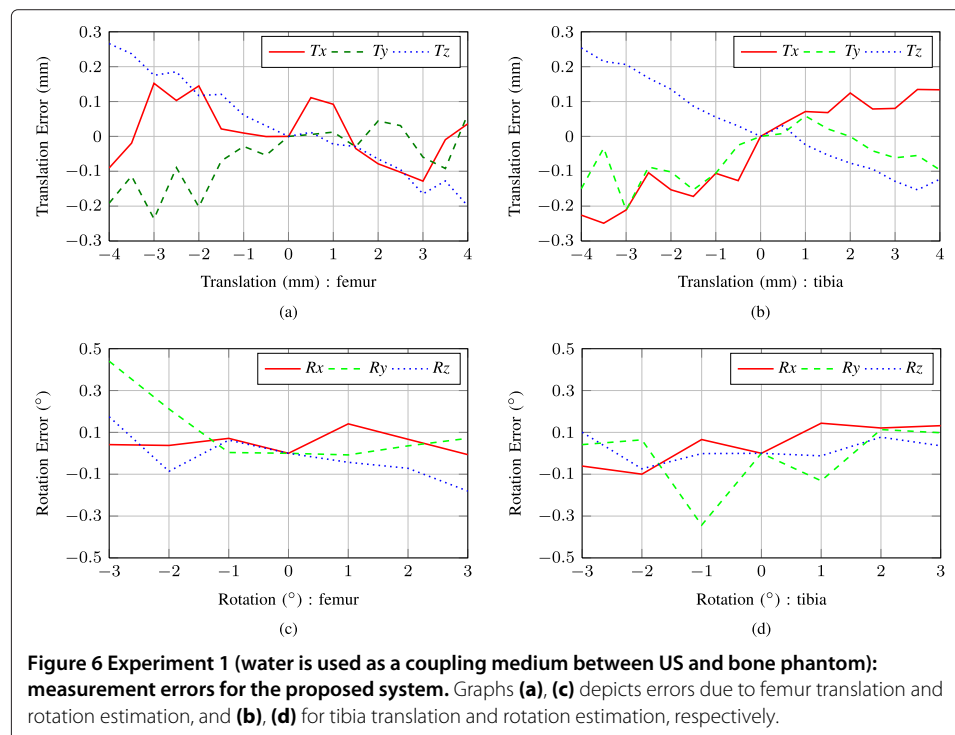 0.3
0.2
0.1
0
−0.1
−0.2
−0.3
Translation Error (mm)
Tx Ty Tz
−4 −3 −2 −1 0 1 2 3 4
Translation (mm) : femur
(a)
0.3
0.2
0.1
0
−0.1
−0.2
−0.3
Translation Error (mm)
Tx Ty Tz
−4 −3 −2 −1 0 1 2 3 4
Translation (mm) : tibia
(b)
0.5
0.3
0.1
−0.1
−0.3
−0.5
Rotation Error (°)
Rx Ry Rz
−3 −2 −1 0 1 2 3
Rotation (°) : femur
(c)
0.5
0.3
0.1
−0.1
−0.3
−0.5
Rotation Error (°)
Rx Ry Rz
−3 −2 −1 0 1 2 3
Rotation (°) : tibia
(d)
Figure 6 Experiment 1 (water is used as a coupling medium between US and bone phantom):
measurement errors for the proposed system. Graphs (a), (c) depicts errors due to femur translation and
rotation estimation, and (b), (d) for tibia translation and rotation estimation, respectively.